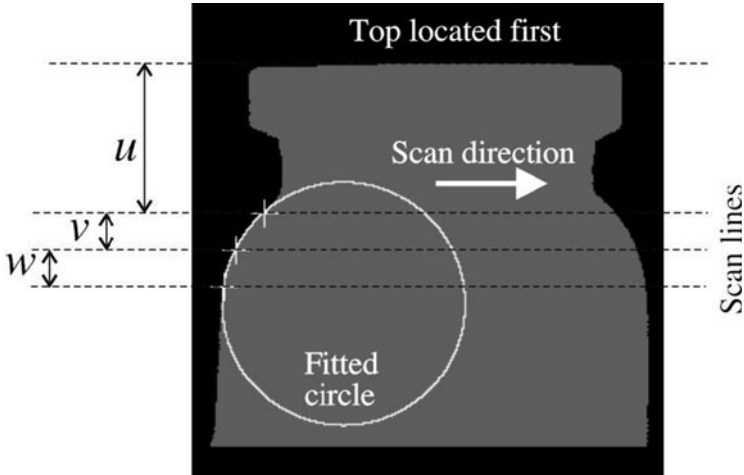 Top located first
u
Scan direction
v
w
Scan lines
Fitted
circle